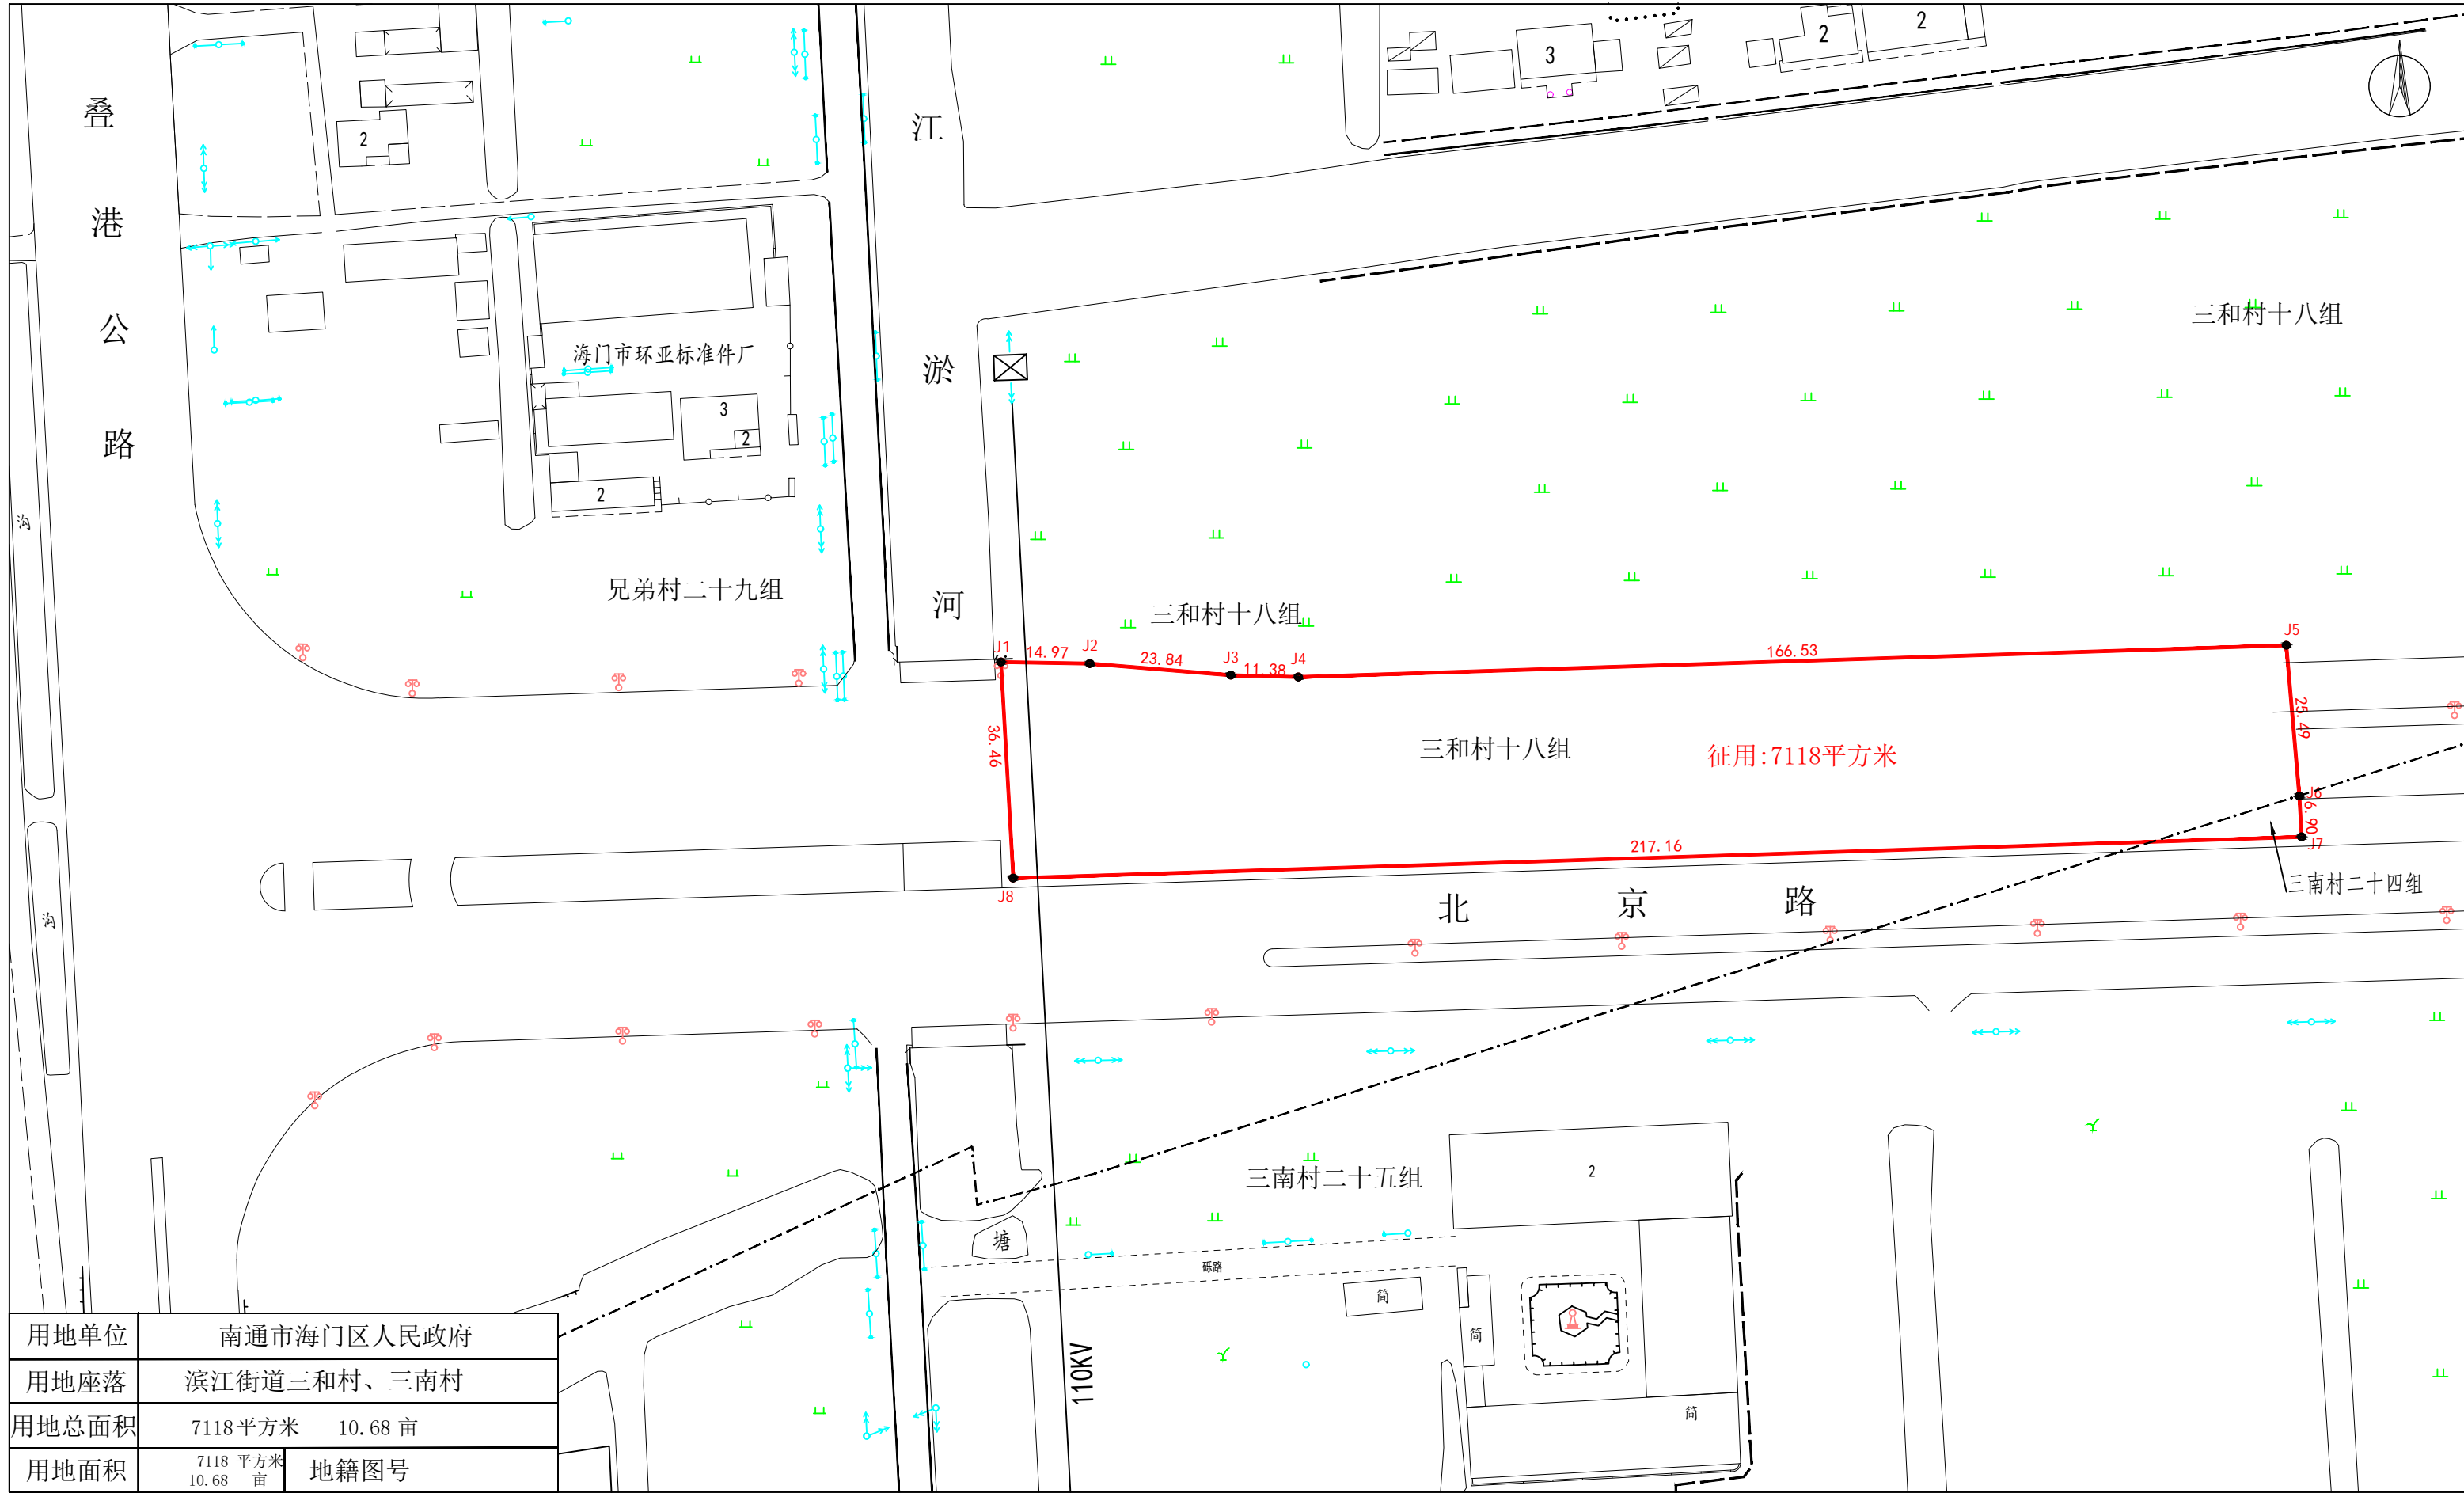 叠港公路
江淤河
2
3
2
2
海门市环亚标准件厂
3
2
2
沟
沟
兄弟村二十九组
三和村十八组
三和村十八组
三和村十八组
征用:7118平方米
J1
14.97
J2
23.84
J3
11.38
J4
166.53
J5
25.49
J6
6.90
J7
217.16
J8
36.46
北京路
三南村二十四组
三南村二十五组
2
塘
砾路
简
简
简
110KV
用地单位 南通市海门区人民政府
用地座落 滨江街道三和村、三南村
用地总面积 7118平方米 10.68 亩
用地面积 7118 平方米
10.68 亩
地籍图号